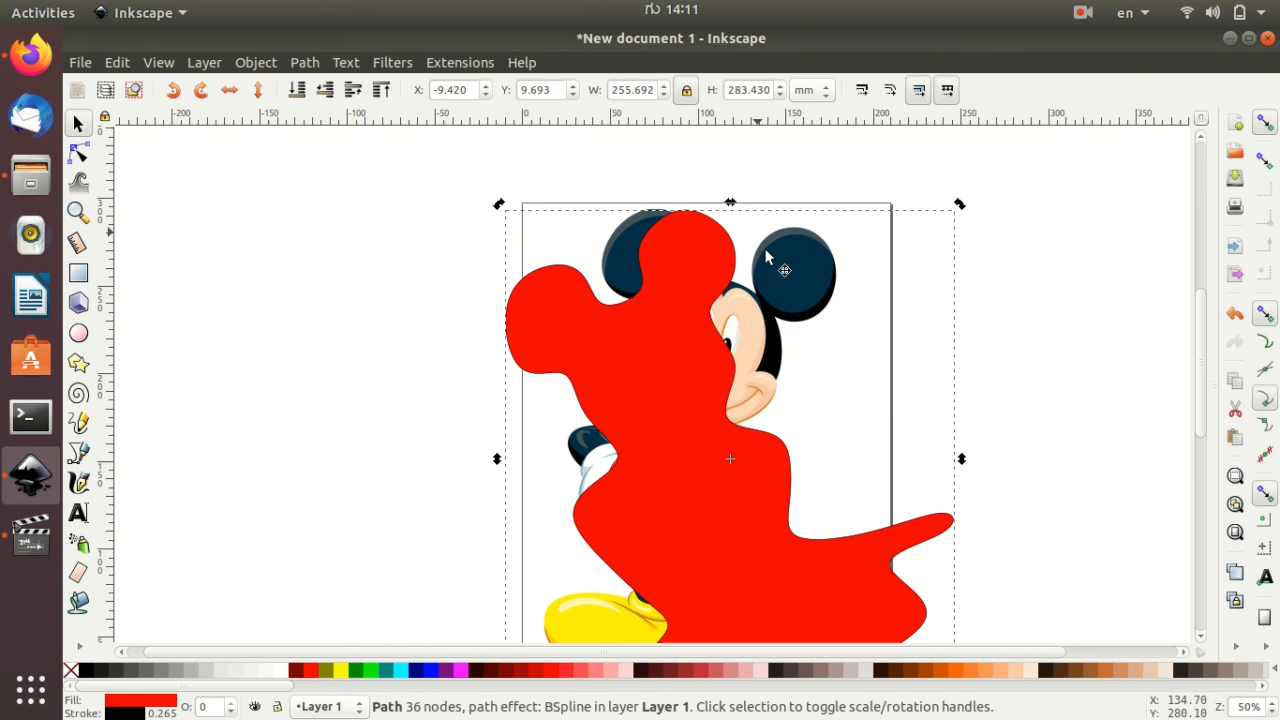 Activities Inkscape en
*New document 1 - Inkscape
File Edit View Layer Object Path Text Filters Extensions Help
X: -9.420 Y: 9.693 W: 255.692 H: 283.430 mm
-200 -150 -100 -50 0 50 100 150 200 250 300 350
Fill:
Stroke: 0.265
O: 0
•Layer 1
Path 36 nodes, path effect: BSpline in layer Layer 1. Click selection to toggle scale/rotation handles.
X: 134.70
Y: 280.10
Z: 50%